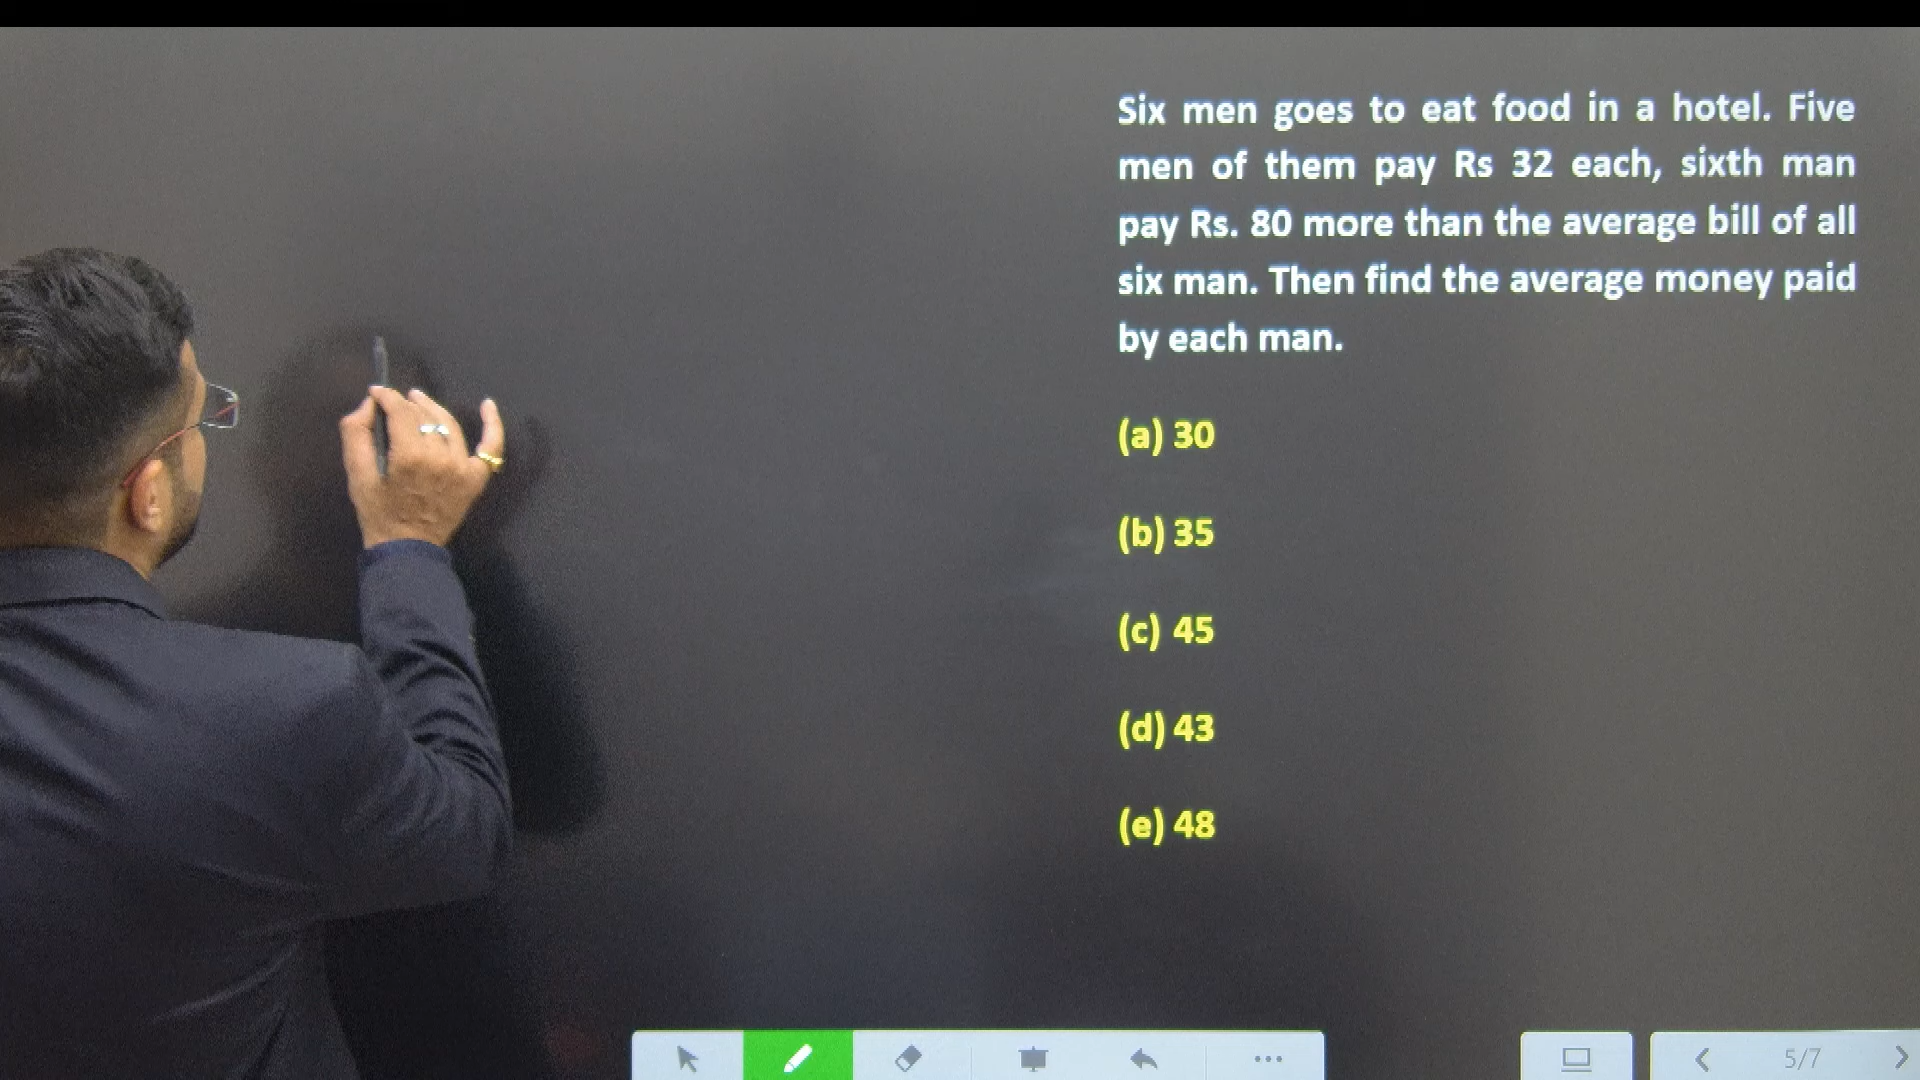 Six men goes to eat food in a hotel. Five
men of them pay Rs 32 each, sixth man
pay Rs. 80 more than the average bill of all
six man. Then find the average money paid
by each man.
(a) 30
(b) 35
(c) 45
(d) 43
(e) 48
5/7